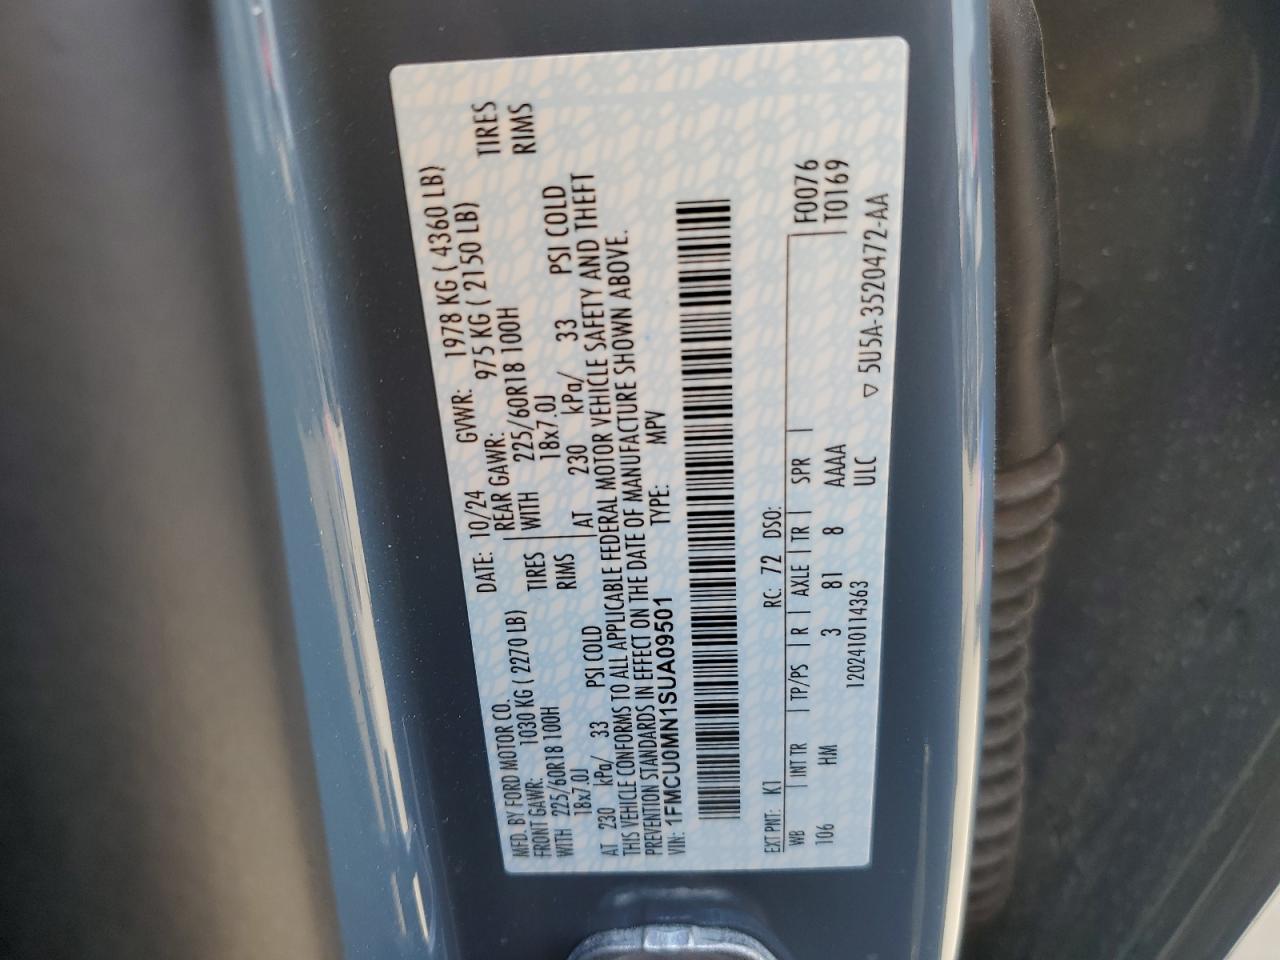 MFD. BY FORD MOTOR CO. DATE: 10/24 GVWR: 1978 KG ( 4360 LB)
FRONT GAWR: 1030 KG ( 2270 LB) REAR GAWR: 975 KG ( 2150 LB)
WITH 225/60R18 100H TIRES WITH 225/60R18 100H TIRES
18x7.0J RIMS 18x7.0J RIMS
AT 230 kPa/ 33 PSI COLD AT 230 kPa/ 33 PSI COLD
THIS VEHICLE CONFORMS TO ALL APPLICABLE FEDERAL MOTOR VEHICLE SAFETY AND THEFT
PREVENTION STANDARDS IN EFFECT ON THE DATE OF MANUFACTURE SHOWN ABOVE.
VIN: 1FMCU0MN1SUA09501 TYPE: MPV
EXT PNT: K1 RC: 72 DSO: F0076
WB INT TR TP/PS R AXLE TR SPR T0169
106 HM 3 81 8 AAAA
ULC
120241011436​3 ▽ 5U5A-3520472-AA